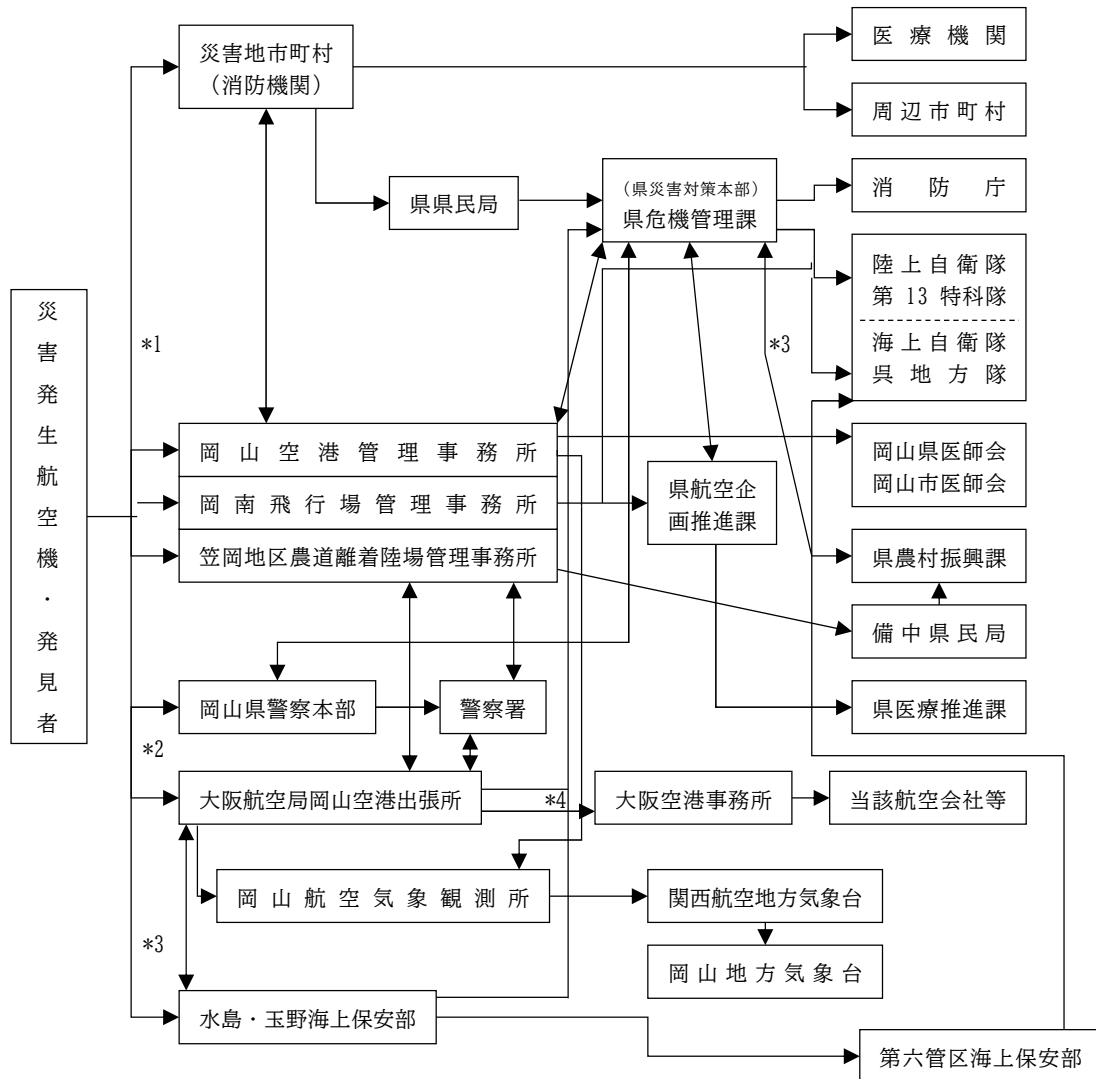 災害地市町村
（消防機関）
医療機関
周辺市町村
県県民局
（県災害対策本部）
県危機管理課
消防庁
陸上自衛隊
第13特科隊
海上自衛隊
呉地方隊
災害発生航空機・発見者
*1
*3
岡山空港管理事務所
岡南飛行場管理事務所
笠岡地区農道離着陸場管理事務所
県航空企
画推進課
岡山県医師会
岡山市医師会
県農村振興課
備中県民局
岡山県警察本部
警察署
県医療推進課
*2
大阪航空局岡山空港出張所
*4
大阪空港事務所
当該航空会社等
岡山航空気象観測所
関西航空地方気象台
*3
岡山地方気象台
水島・玉野海上保安部
第六管区海上保安部